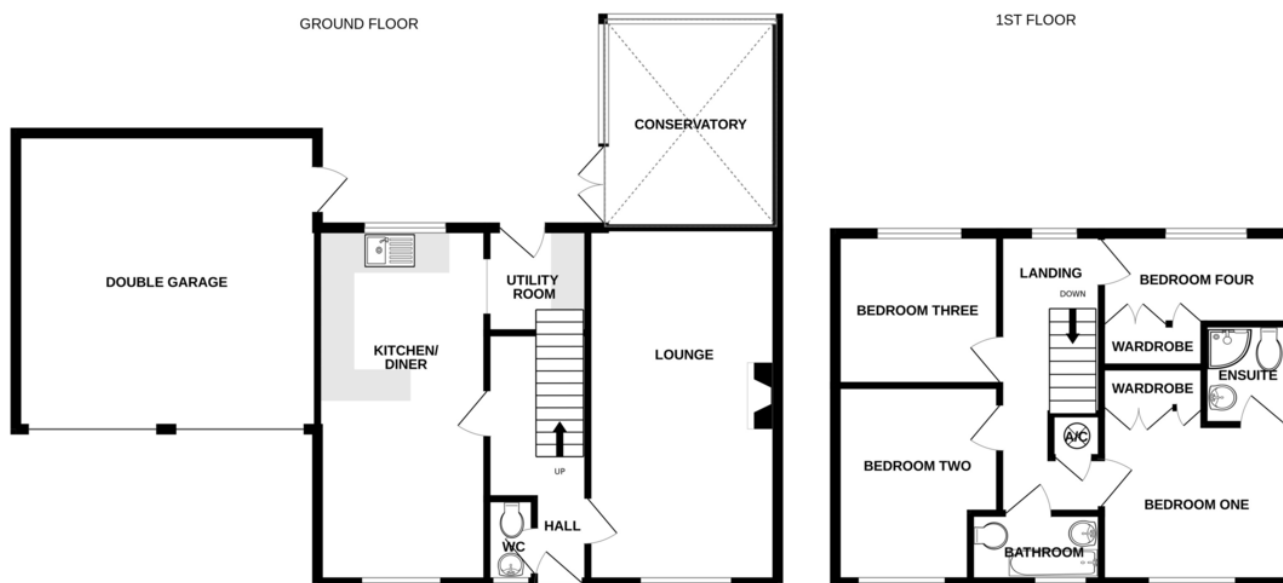 GROUND FLOOR
1ST FLOOR
CONSERVATORY
DOUBLE GARAGE
UTILITY
ROOM
KITCHEN/
DINER
LOUNGE
UP
HALL
WC
LANDING
DOWN
BEDROOM FOUR
BEDROOM THREE
WARDROBE
ENSUITE
WARDROBE
A/C
BEDROOM TWO
BEDROOM ONE
BATHROOM